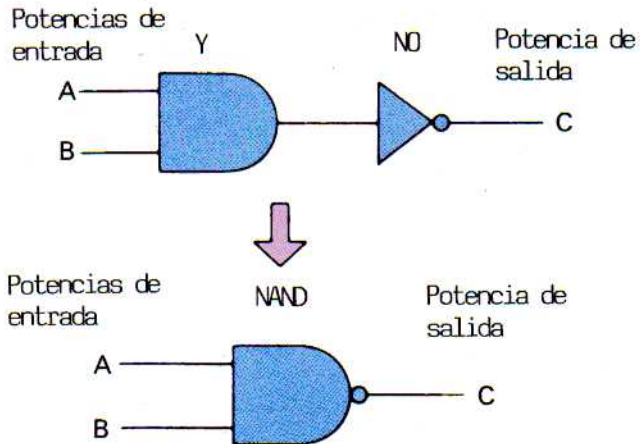 Potencias de
entrada
Y
NO
Potencia de
salida
A
B
C
Potencias de
entrada
NAND
Potencia de
salida
A
B
C